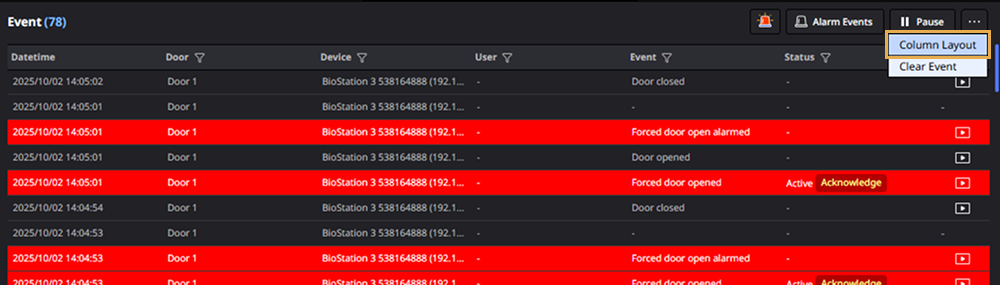 Event (78)
Alarm Events
Pause
...
Column Layout
Clear Event
Datetime Door Device User Event Status
2025/10/02 14:05:02 Door 1 BioStation 3 538164888 (192.1... - Door closed -
2025/10/02 14:05:01 Door 1 BioStation 3 538164888 (192.1... - - -
2025/10/02 14:05:01 Door 1 BioStation 3 538164888 (192.1... - Forced door open alarmed -
2025/10/02 14:05:01 Door 1 BioStation 3 538164888 (192.1... - Door opened -
2025/10/02 14:05:01 Door 1 BioStation 3 538164888 (192.1... - Forced door opened Active Acknowledge
2025/10/02 14:04:54 Door 1 BioStation 3 538164888 (192.1... - Door closed -
2025/10/02 14:04:53 Door 1 BioStation 3 538164888 (192.1... - - -
2025/10/02 14:04:53 Door 1 BioStation 3 538164888 (192.1... - Forced door open alarmed -
2025/10/02 14:04:53 Door 1 BioStation 3 538164888 (192.1... - Forced door opened Active Acknowledge